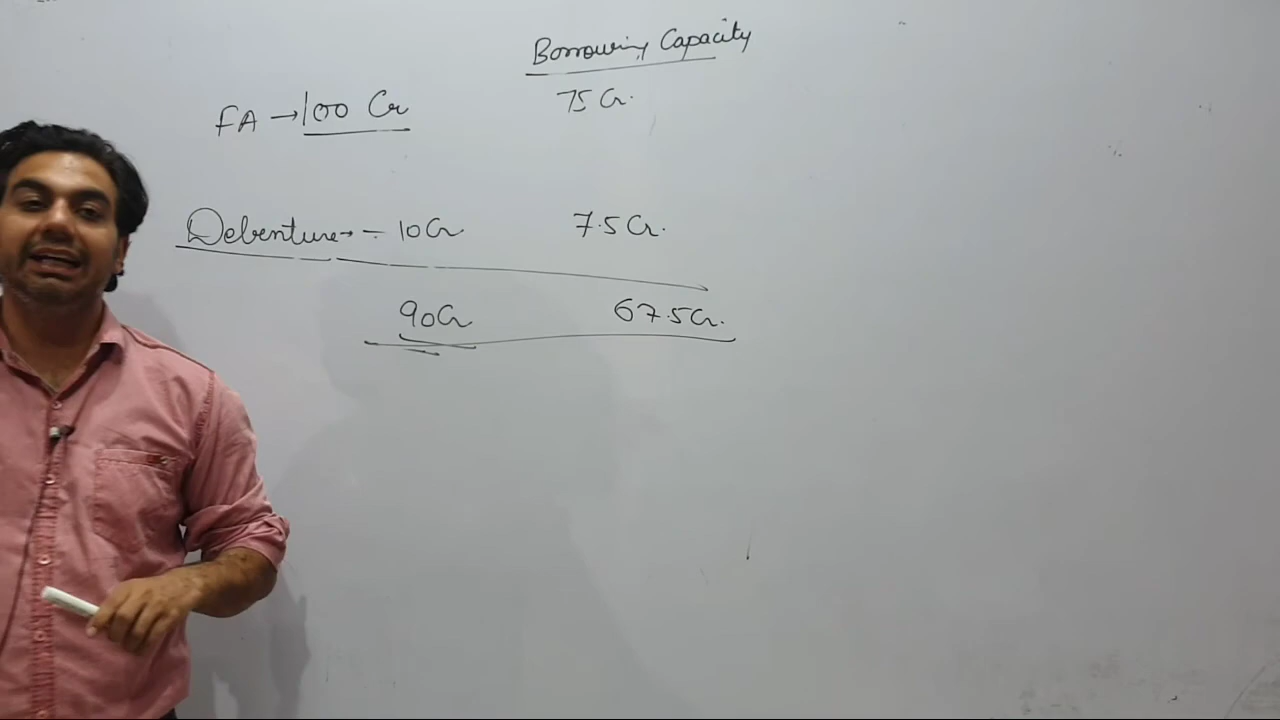 Borrowing Capacity
FA → 100 Cr 75 Cr.
Debenture → – 10 Cr 7.5 Cr.
90 Cr 67.5 Cr.